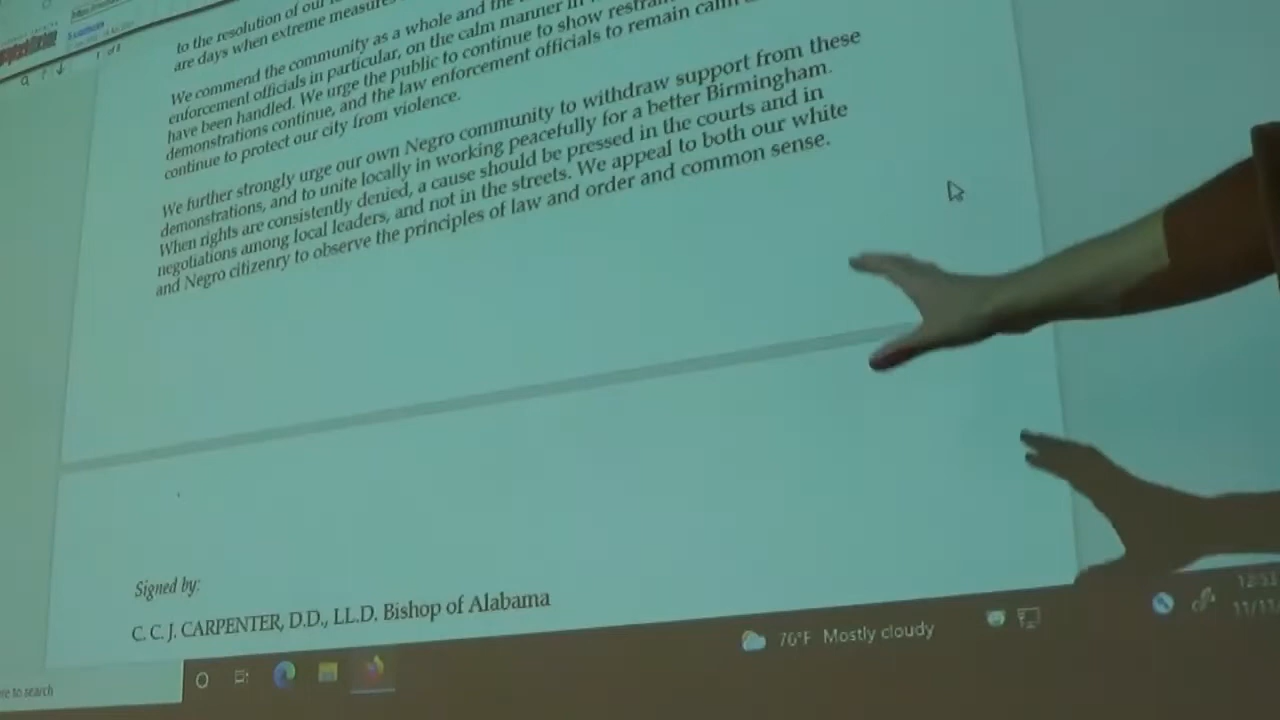 to the resolution of our
are days when extreme measures
We commend the community as a whole and the
enforcement officials in particular, on the calm manner in
have been handled. We urge the public to continue to show
demonstrations continue, and the law enforcement officials to remain calm
continue to protect our city from violence.
We further strongly urge our own Negro community to withdraw support from these
demonstrations, and to unite locally in working peacefully for a better Birmingham.
When rights are consistently denied, a cause should be pressed in the courts and in
negotiations among local leaders, and not in the streets. We appeal to both our white
and Negro citizenry to observe the principles of law and order and common sense.
Signed by:
C. C. J. CARPENTER, D.D., LL.D. Bishop of Alabama
76°F Mostly cloudy
to search